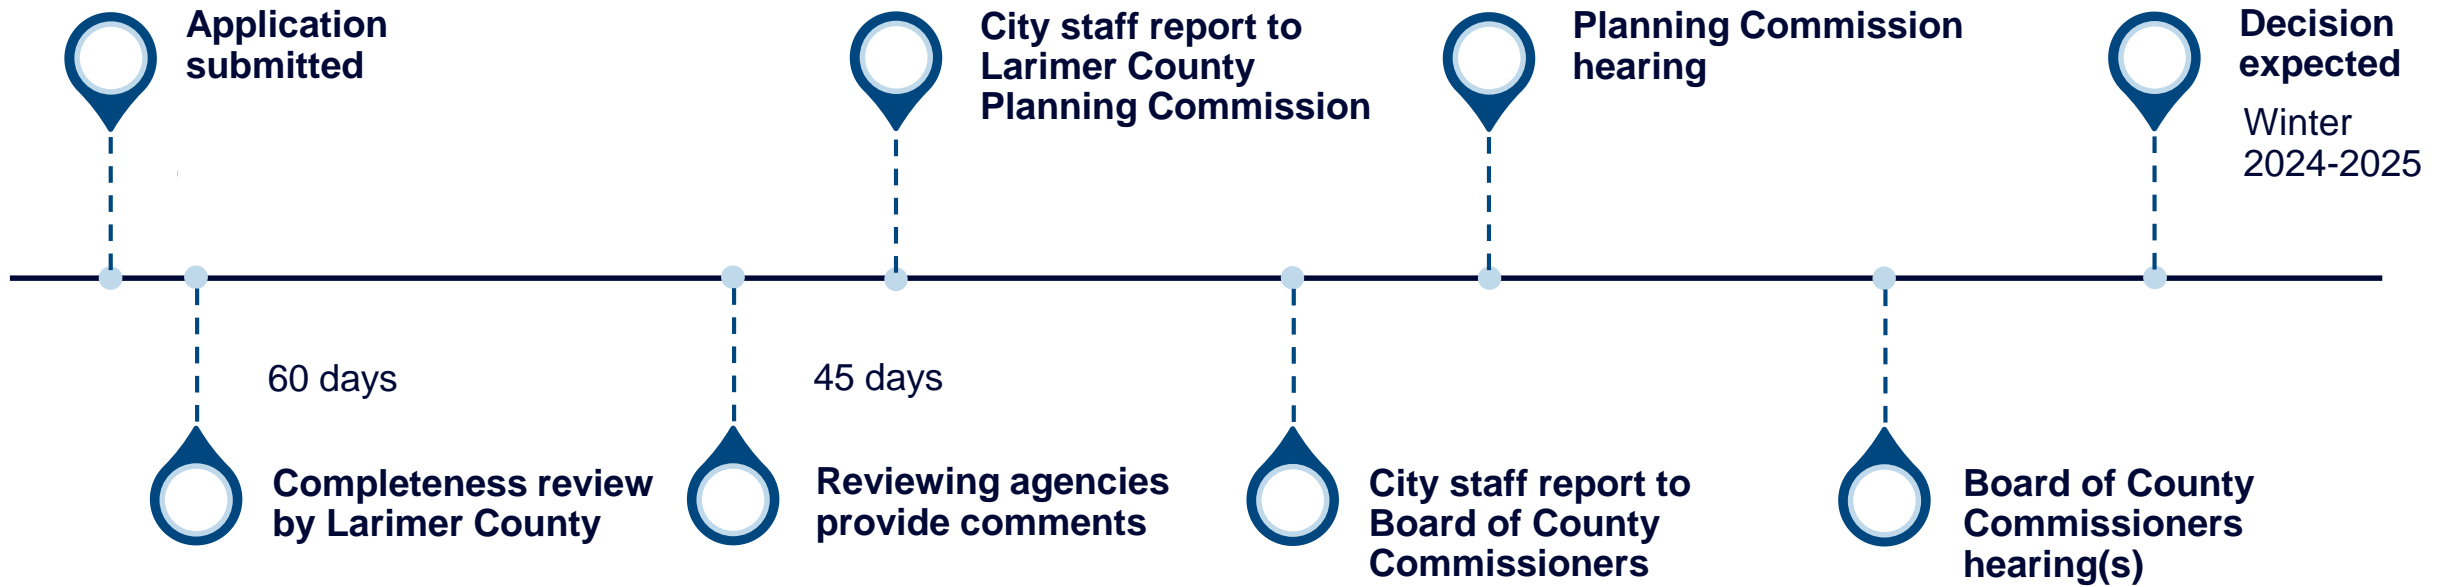 Application
submitted
City staff report to
Larimer County
Planning Commission
Planning Commission
hearing
Decision
expected
Winter
2024-2025
60 days
Completeness review
by Larimer County
45 days
Reviewing agencies
provide comments
City staff report to
Board of County
Commissioners
Board of County
Commissioners
hearing(s)